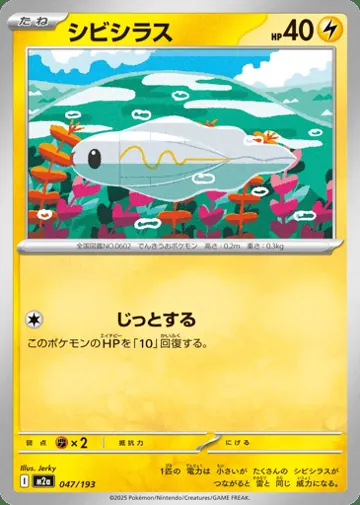 たね シビシラス HP40
全国図鑑NO.0602 でんきうおポケモン 高さ:0.2m 重さ:0.3kg
じっとする
このポケモンのHPを「10」回復する。
弱点 ×2 抵抗力 にげる
Illus. Jerky
I m2a 047/193
1匹の 電力は 小さいが たくさんの シビシラスが
つながると 雷と 同じ 威力になる。
©2025 Pokémon/Nintendo/Creatures/GAME FREAK.